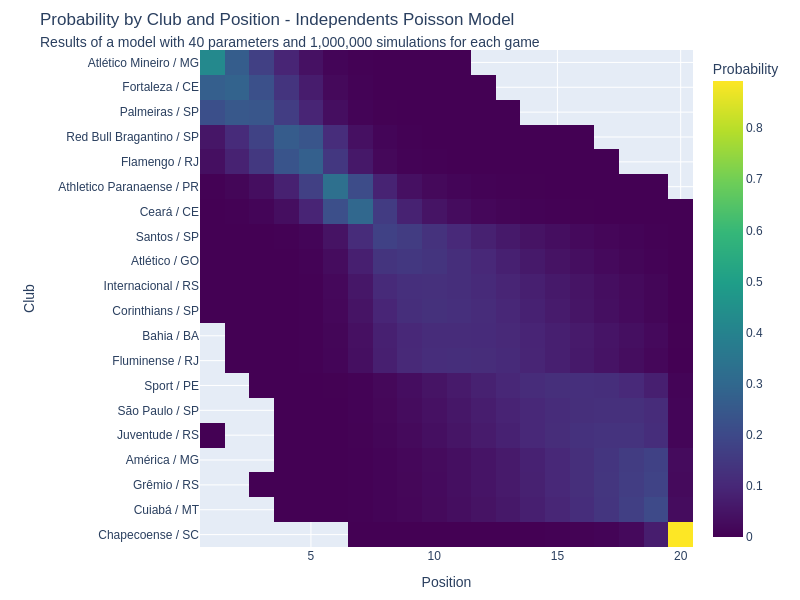 Probability by Club and Position - Independents Poisson Model
Results of a model with 40 parameters and 1,000,000 simulations for each game
Probability
Club
Atlético Mineiro / MG
Fortaleza / CE
Palmeiras / SP
Red Bull Bragantino / SP
Flamengo / RJ
Athletico Paranaense / PR
Ceará / CE
Santos / SP
Atlético / GO
Internacional / RS
Corinthians / SP
Bahia / BA
Fluminense / RJ
Sport / PE
São Paulo / SP
Juventude / RS
América / MG
Grêmio / RS
Cuiabá / MT
Chapecoense / SC
0.8
0.7
0.6
0.5
0.4
0.3
0.2
0.1
0
5 10 15 20
Position